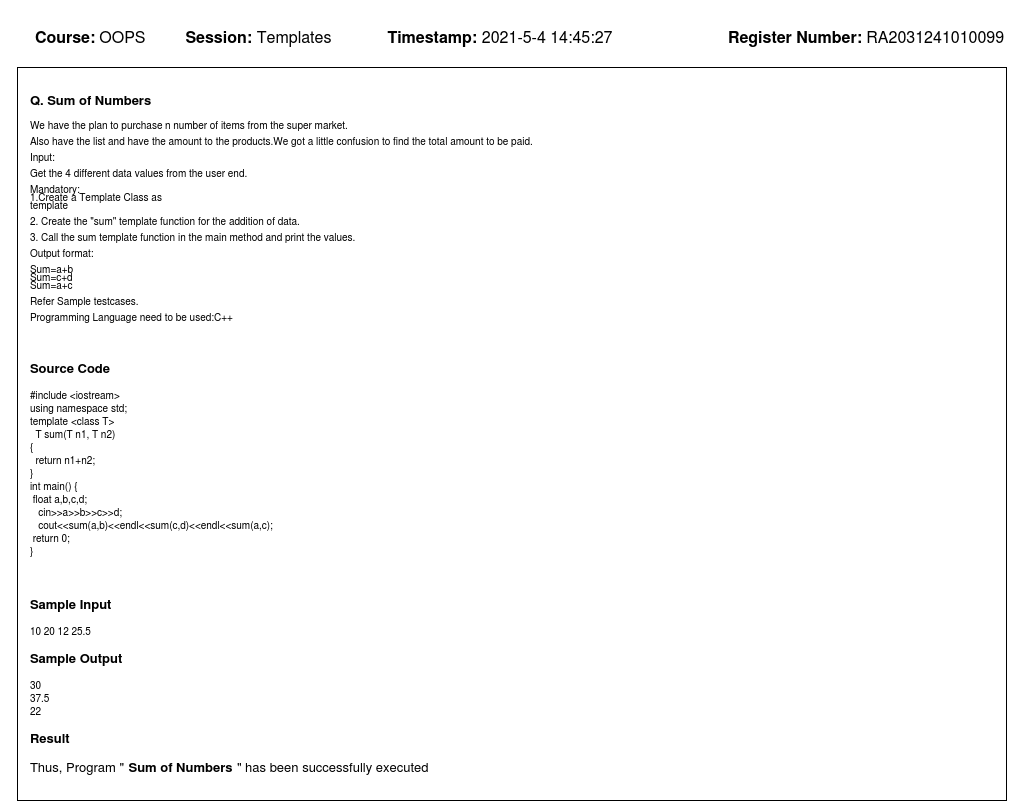 Course: OOPS Session: Templates Timestamp: 2021-5-4 14:45:27 Register Number: RA2031241010099
Q. Sum of Numbers
We have the plan to purchase n number of items from the super market.
Also have the list and have the amount to the products.We got a little confusion to find the total amount to be paid.
Input:
Get the 4 different data values from the user end.
Mandatory:
1.Create a Template Class as
template
2. Create the "sum" template function for the addition of data.
3. Call the sum template function in the main method and print the values.
Output format:
Sum=a+b
Sum=c+d
Sum=a+c
Refer Sample testcases.
Programming Language need to be used:C++
Source Code
#include <iostream>
using namespace std;
template <class T>
T sum(T n1, T n2)
{
return n1+n2;
}
int main() {
float a,b,c,d;
cin>>a>>b>>c>>d;
cout<<sum(a,b)<<endl<<sum(c,d)<<endl<<sum(a,c);
return 0;
}
Sample Input
10 20 12 25.5
Sample Output
30
37.5
22
Result
Thus, Program " Sum of Numbers " has been successfully executed